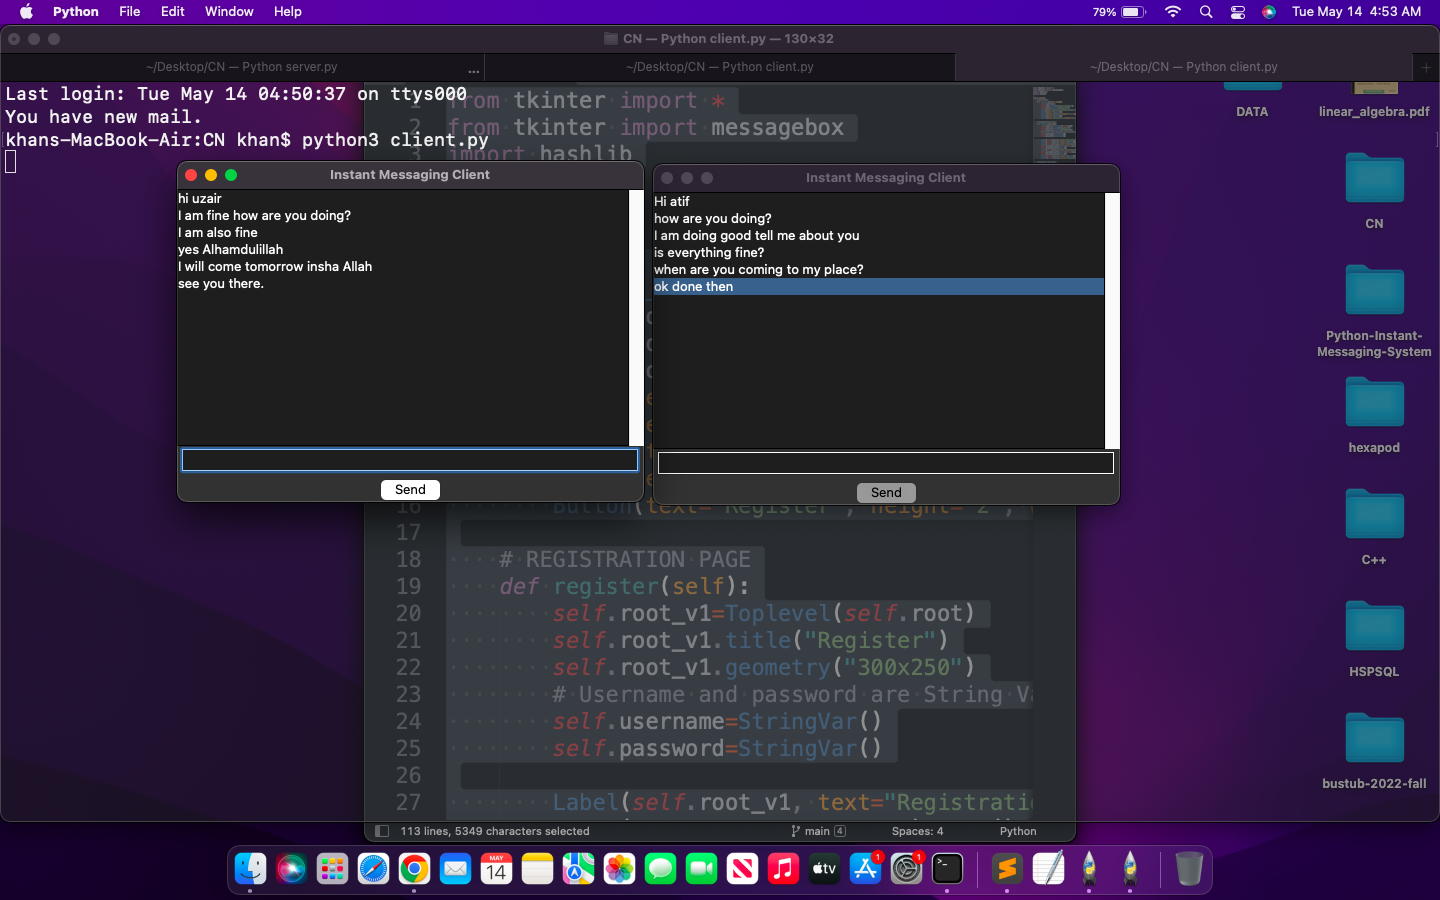 Python File Edit Window Help 79% Tue May 14 4:53 AM
CN — Python client.py — 130×32
~/Desktop/CN — Python server.py ... ~/Desktop/CN — Python client.py ~/Desktop/CN — Python client.py +
Last login: Tue May 14 04:50:37 on ttys000
You have new mail.
khans-MacBook-Air:CN khan$ python3 client.py
1 from tkinter import *
2 from tkinter import messagebox
3 import hashlib
Instant Messaging Client
hi uzair
I am fine how are you doing?
I am also fine
yes Alhamdulillah
I will come tomorrow insha Allah
see you there.
Send
Instant Messaging Client
Hi atif
how are you doing?
I am doing good tell me about you
is everything fine?
when are you coming to my place?
ok done then
Send
16 Button(text="Register", height="2",
17
18 # REGISTRATION PAGE
19 def register(self):
20 self.root_v1=Toplevel(self.root)
21 self.root_v1.title("Register")
22 self.root_v1.geometry("300x250")
23 # Username and password are String Va
24 self.username=StringVar()
25 self.password=StringVar()
26
27 Label(self.root_v1, text="Registratio
113 lines, 5349 characters selected main 4 Spaces: 4 Python
DATA
linear_algebra.pdf
CN
Python-Instant-
Messaging-System
hexapod
C++
HSPSQL
bustub-2022-fall
MAY
14
tv
1
1
>_